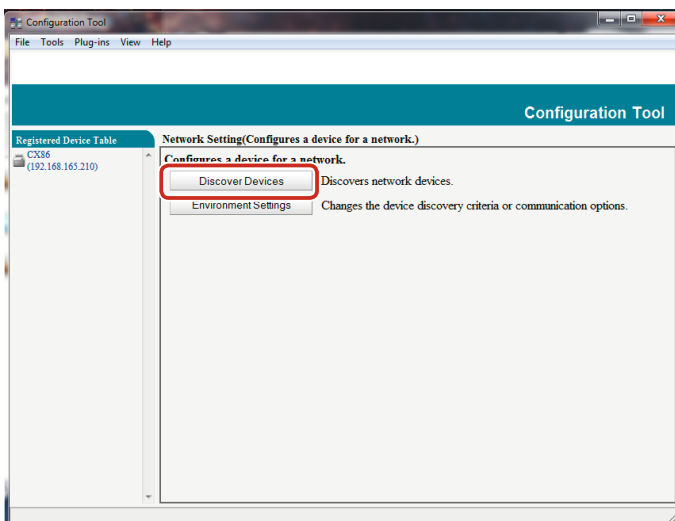 Configuration Tool
File Tools Plug-ins View Help
Configuration Tool
Registered Device Table
CX86
(192.168.165.210)
Network Setting(Configures a device for a network.)
Configures a device for a network.
Discover Devices Discovers network devices.
Environment Settings Changes the device discovery criteria or communication options.